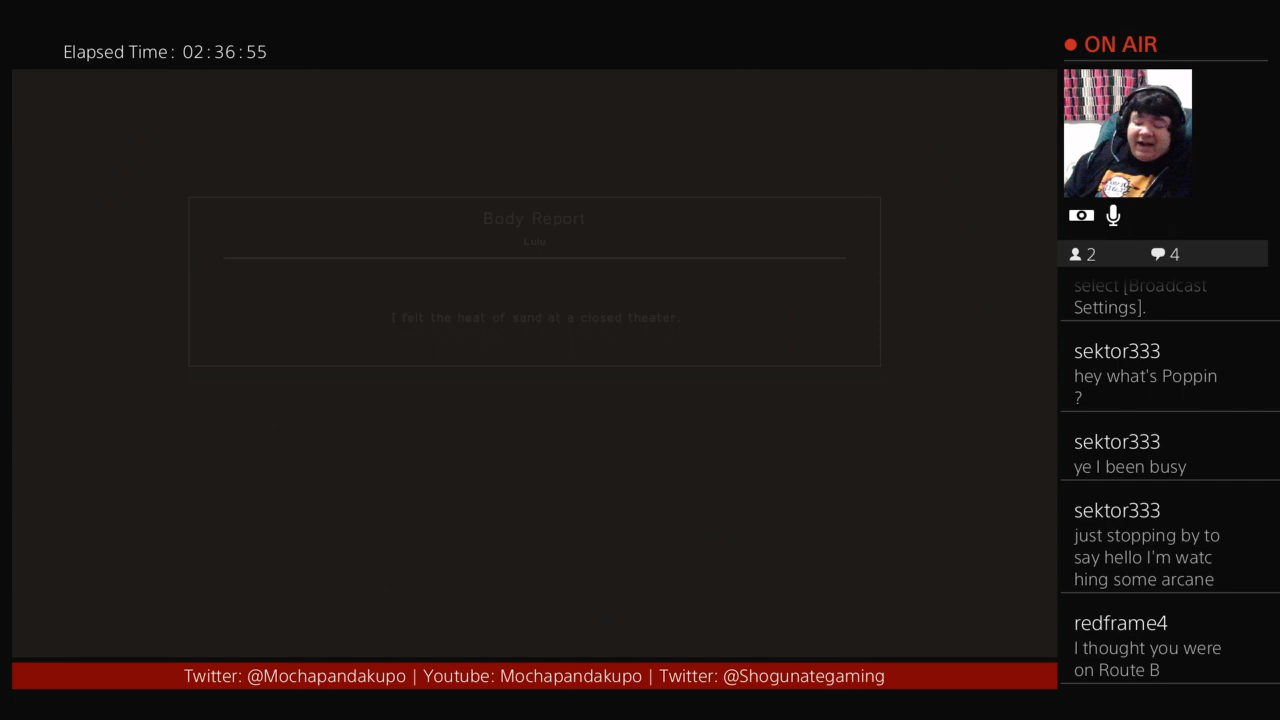 Elapsed Time: 02:36:55
ON AIR
Body Report
Lulu
I felt the heat of sand at a closed theater.
2
4
select [Broadcast
Settings].
sektor333
hey what's Poppin
?
sektor333
ye I been busy
sektor333
just stopping by to
say hello I'm watc
hing some arcane
redframe4
I thought you were
on Route B
Twitter: @Mochapandakupo | Youtube: Mochapandakupo | Twitter: @Shogunategaming